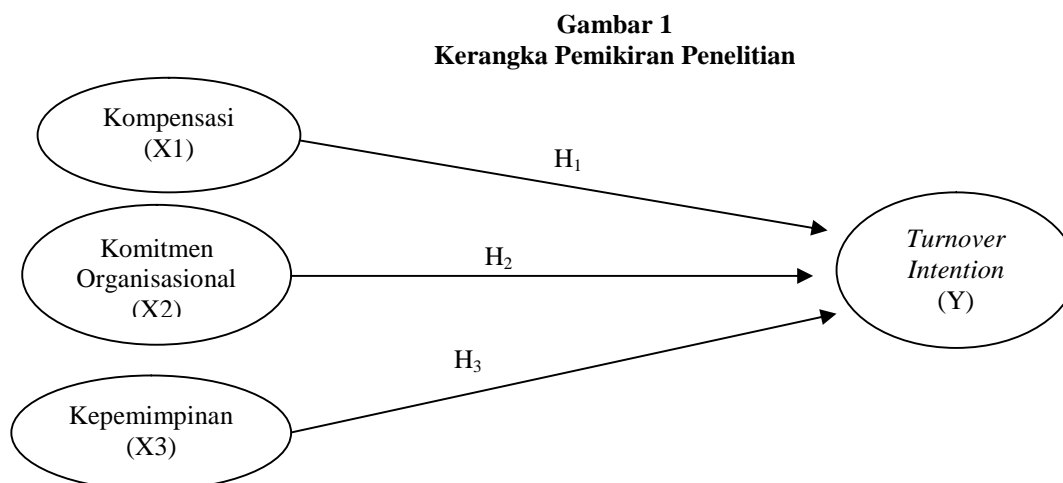 Gambar 1
Kerangka Pemikiran Penelitian
Kompensasi
(X1)
H1
Komitmen
Organisasional
(X2)
H2
Turnover
Intention
(Y)
H3
Kepemimpinan
(X3)